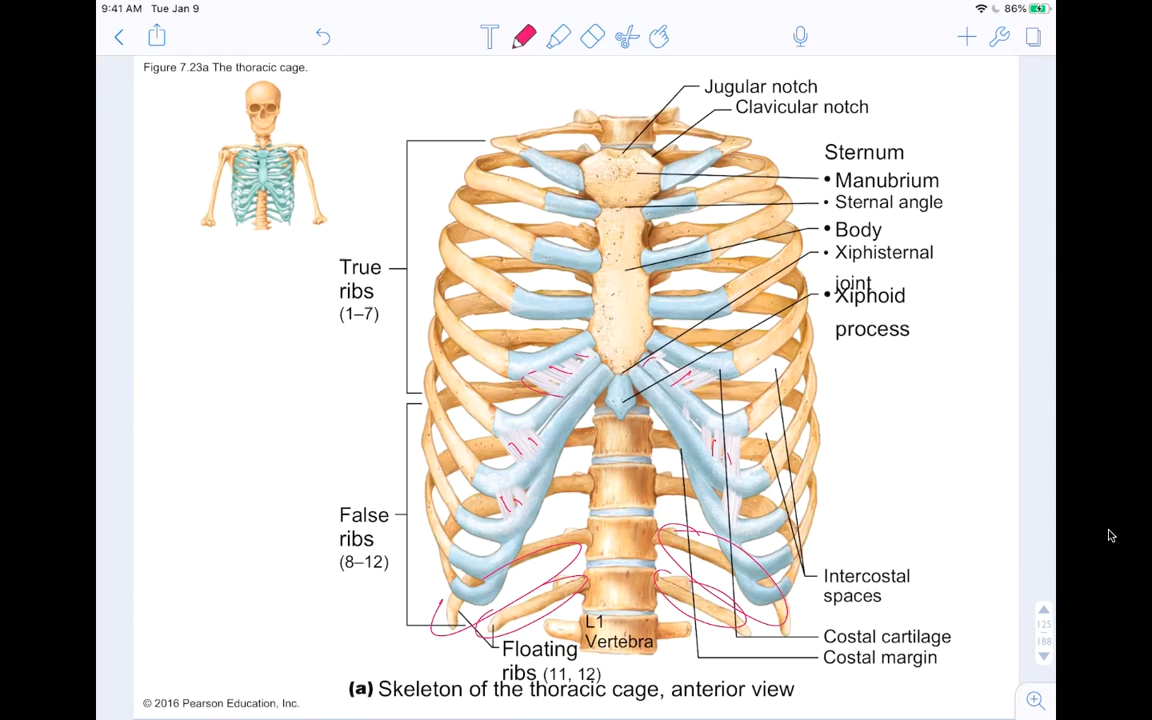 9:41 AM Tue Jan 9
86%
T
Figure 7.23a The thoracic cage.
Jugular notch
Clavicular notch
Sternum
• Manubrium
• Sternal angle
• Body
• Xiphisternal
joint
• Xiphoid
process
True
ribs
(1–7)
False
ribs
(8–12)
Intercostal
spaces
L1
Vertebra
Costal cartilage
Costal margin
Floating
ribs (11, 12)
(a) Skeleton of the thoracic cage, anterior view
© 2016 Pearson Education, Inc.
125
188